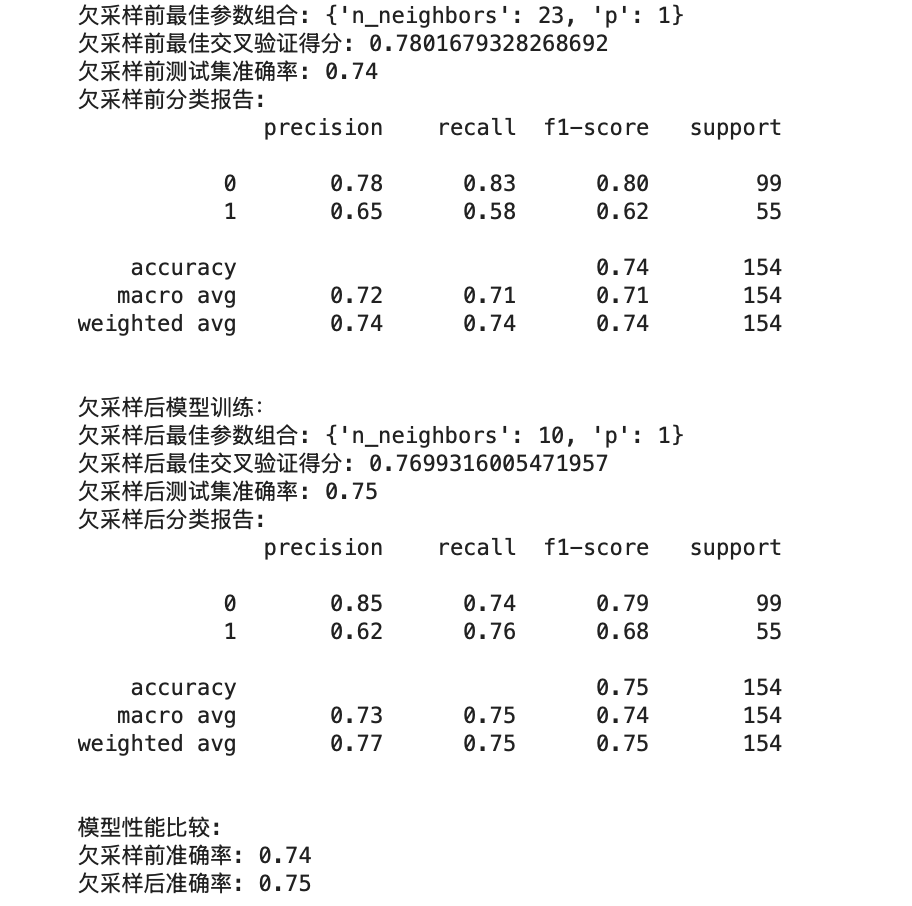 欠采样前最佳参数组合: {'n_neighbors': 23, 'p': 1}
欠采样前最佳交叉验证得分: 0.7801679328268692
欠采样前测试集准确率: 0.74
欠采样前分类报告:
precision recall f1-score support
0 0.78 0.83 0.80 99
1 0.65 0.58 0.62 55
accuracy 0.74 154
macro avg 0.72 0.71 0.71 154
weighted avg 0.74 0.74 0.74 154
欠采样后模型训练:
欠采样后最佳参数组合: {'n_neighbors': 10, 'p': 1}
欠采样后最佳交叉验证得分: 0.7699316005471957
欠采样后测试集准确率: 0.75
欠采样后分类报告:
precision recall f1-score support
0 0.85 0.74 0.79 99
1 0.62 0.76 0.68 55
accuracy 0.75 154
macro avg 0.73 0.75 0.74 154
weighted avg 0.77 0.75 0.75 154
模型性能比较:
欠采样前准确率: 0.74
欠采样后准确率: 0.75